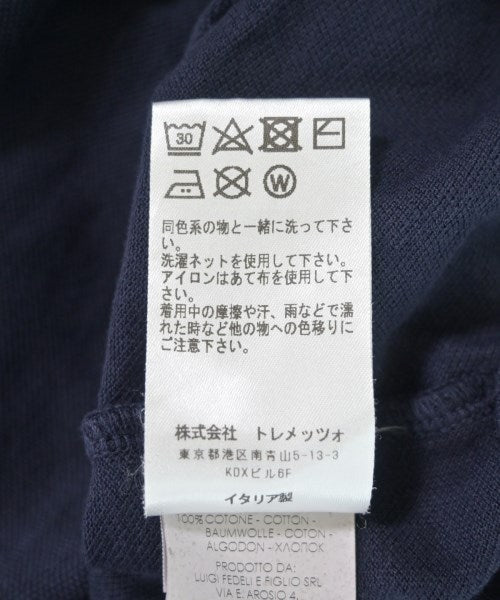 30
W
同色系の物と一緒に洗って下さ
い。
洗濯ネットを使用して下さい。
アイロンはあて布を使用して下さい。
着用中の摩擦や汗、雨などで濡
れた時など他の物への色移りに
ご注意下さい。
株式会社 トレメッツォ
東京都港区南青山5-13-3
KDXビル6F
イタリア製
100% COTONE - COTTON -
BAUMWOLLE - COTON -
ALGODON - ХЛОПОК
PRODOTTO DA:
LUIGI FEDELI E FIGLIO SRL
VIA E. AROSIO 4,